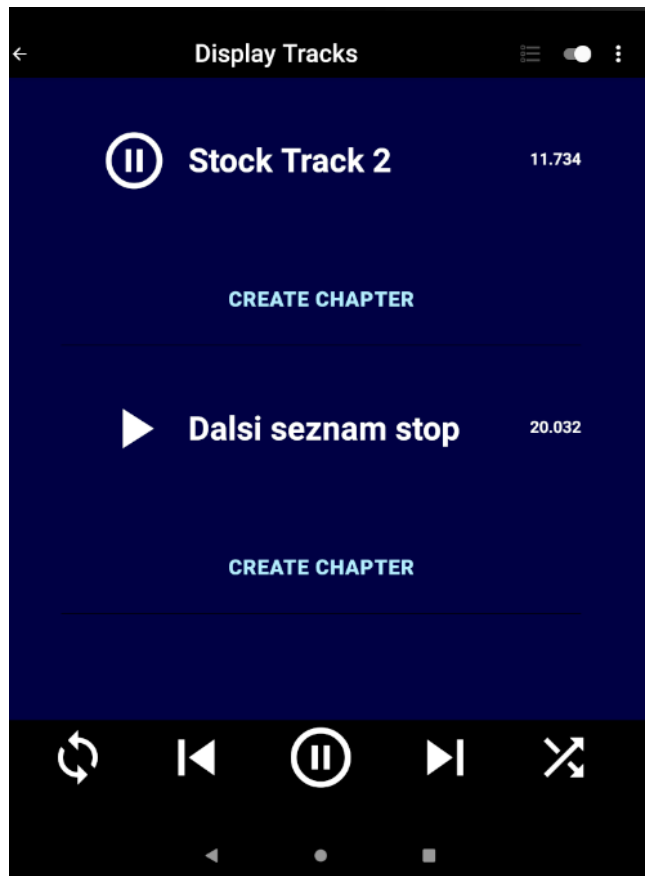 Display Tracks
Stock Track 2
11.734
CREATE CHAPTER
Dalsi seznam stop
20.032
CREATE CHAPTER